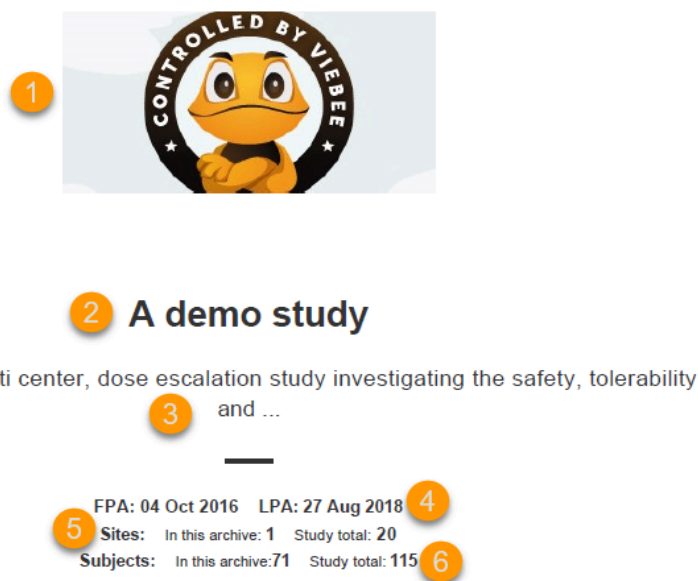 CONTROLLED BY VIEBEE
1
2 A demo study
ti center, dose escalation study investigating the safety, tolerability
3 and ...
FPA: 04 Oct 2016 LPA: 27 Aug 2018 4
5 Sites: In this archive: 1 Study total: 20
Subjects: In this archive:71 Study total: 115 6